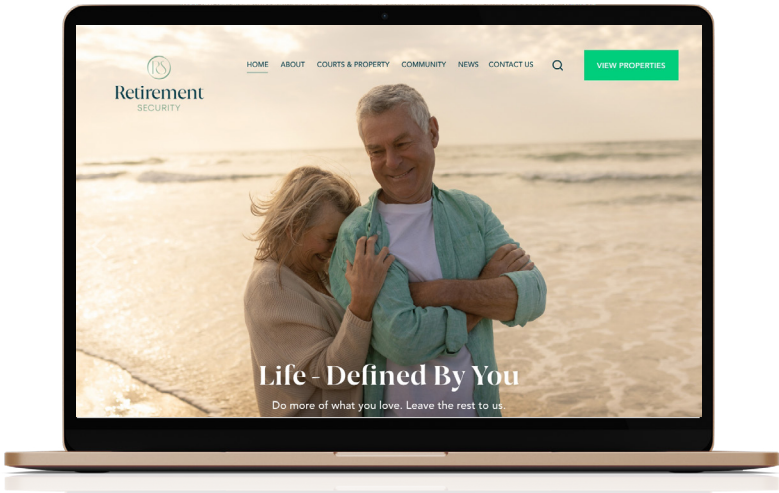 RS
Retirement
SECURITY
HOME ABOUT COURTS & PROPERTY COMMUNITY NEWS CONTACT US
VIEW PROPERTIES
Life - Defined By You
Do more of what you love. Leave the rest to us.